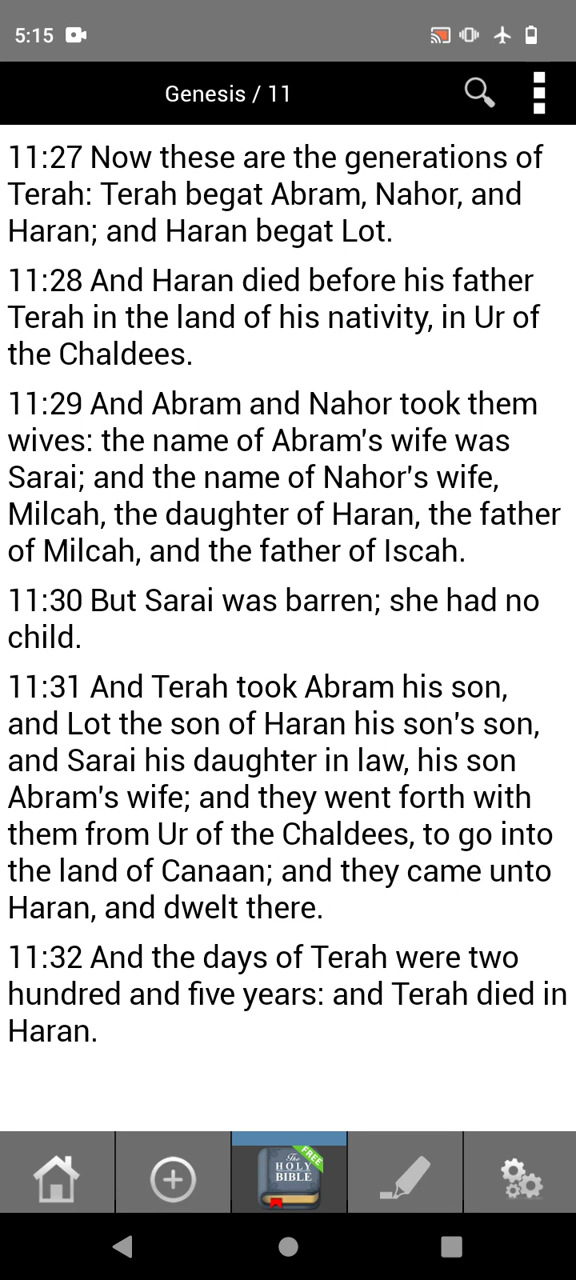 5:15
Genesis / 11
11:27 Now these are the generations of
Terah: Terah begat Abram, Nahor, and
Haran; and Haran begat Lot.
11:28 And Haran died before his father
Terah in the land of his nativity, in Ur of
the Chaldees.
11:29 And Abram and Nahor took them
wives: the name of Abram's wife was
Sarai; and the name of Nahor's wife,
Milcah, the daughter of Haran, the father
of Milcah, and the father of Iscah.
11:30 But Sarai was barren; she had no
child.
11:31 And Terah took Abram his son,
and Lot the son of Haran his son's son,
and Sarai his daughter in law, his son
Abram's wife; and they went forth with
them from Ur of the Chaldees, to go into
the land of Canaan; and they came unto
Haran, and dwelt there.
11:32 And the days of Terah were two
hundred and five years: and Terah died in
Haran.
FREE
The
HOLY
BIBLE